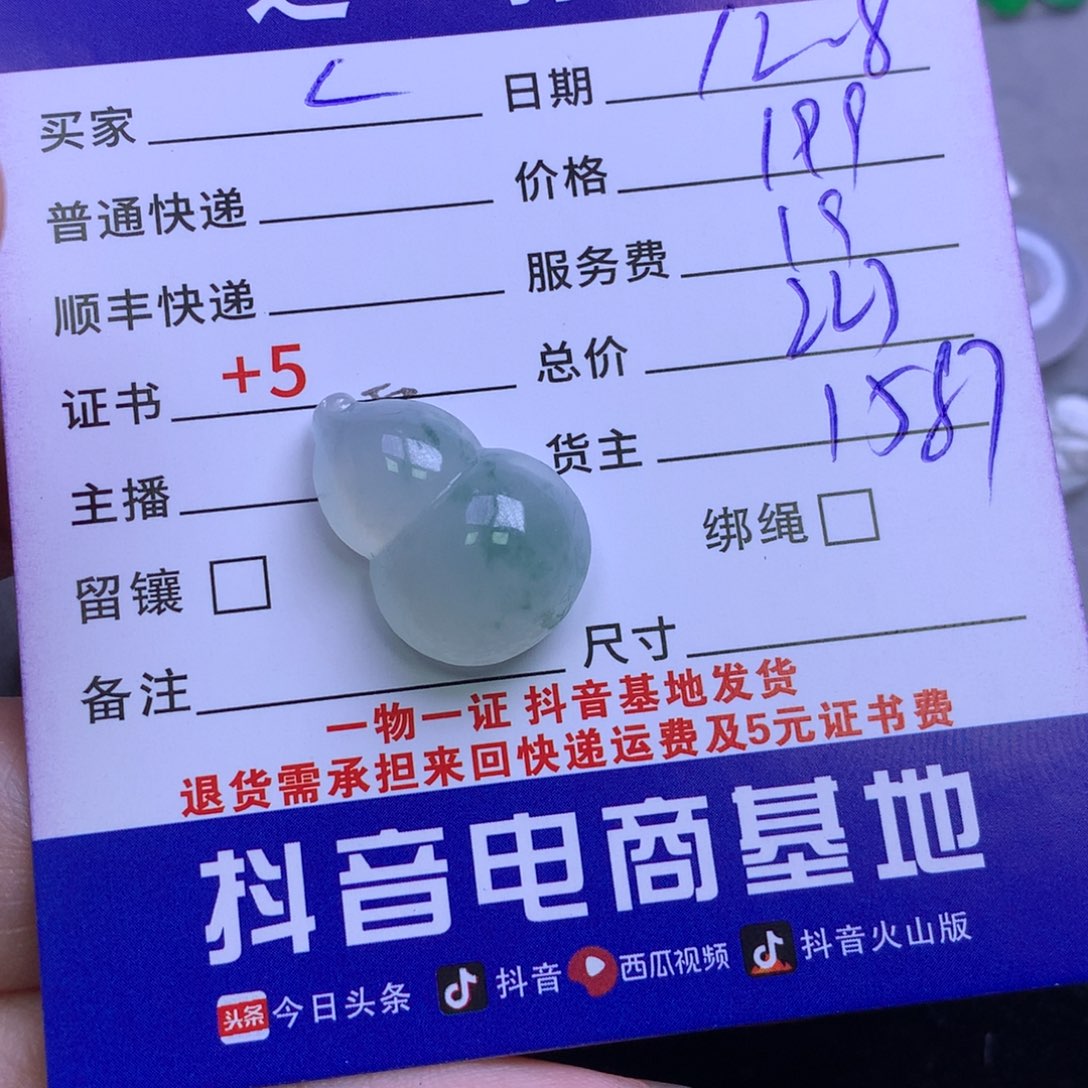 买家 日期 12-8
普通快递 价格 199
顺丰快递 服务费 19
证书 +5 总价
主播 货主 1587
留镶 绑绳
备注 尺寸
一物一证 抖音基地发货
退货需承担来回快递运费及5元证书费
抖音电商基地
头条 今日头条 抖音 西瓜视频 抖音火山版